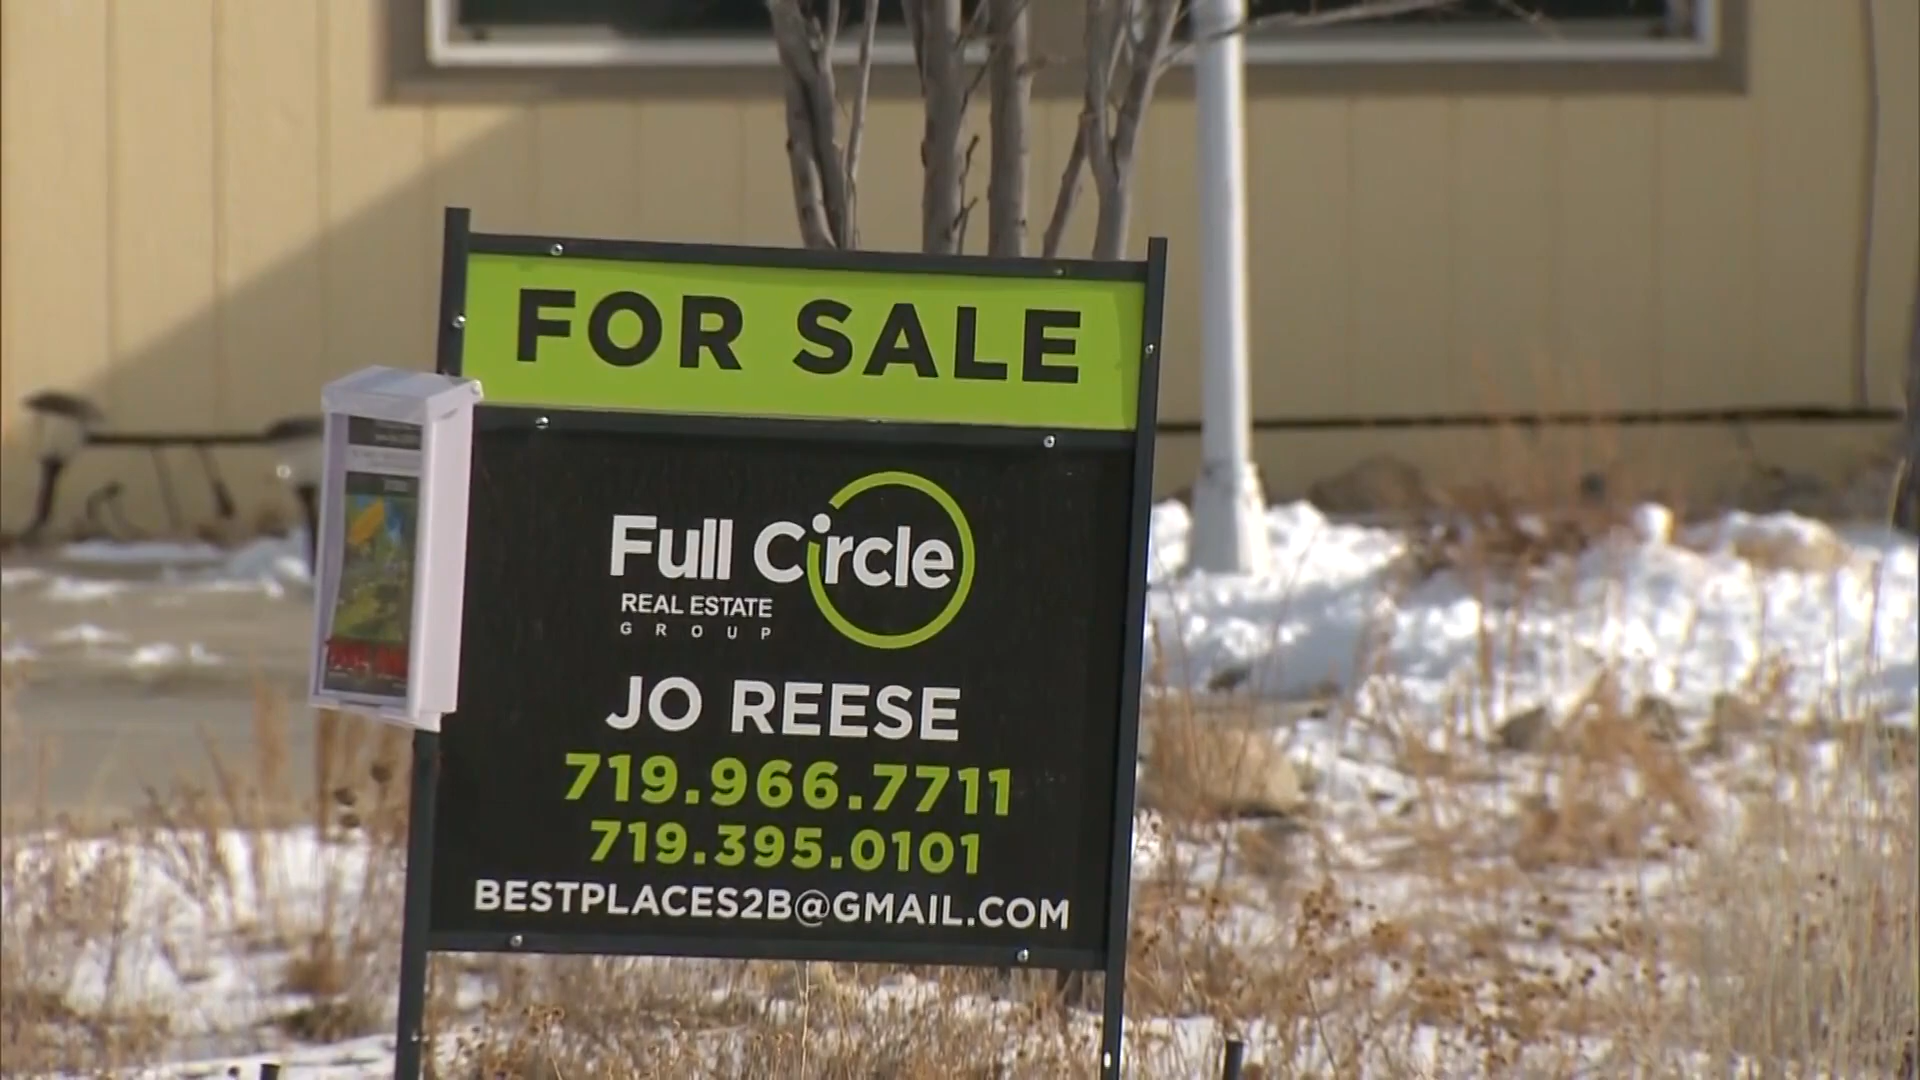 FOR SALE
Full Circle
REAL ESTATE
GROUP
JO REESE
719.966.7711
719.395.0101
BESTPLACES2B@GMAIL.COM